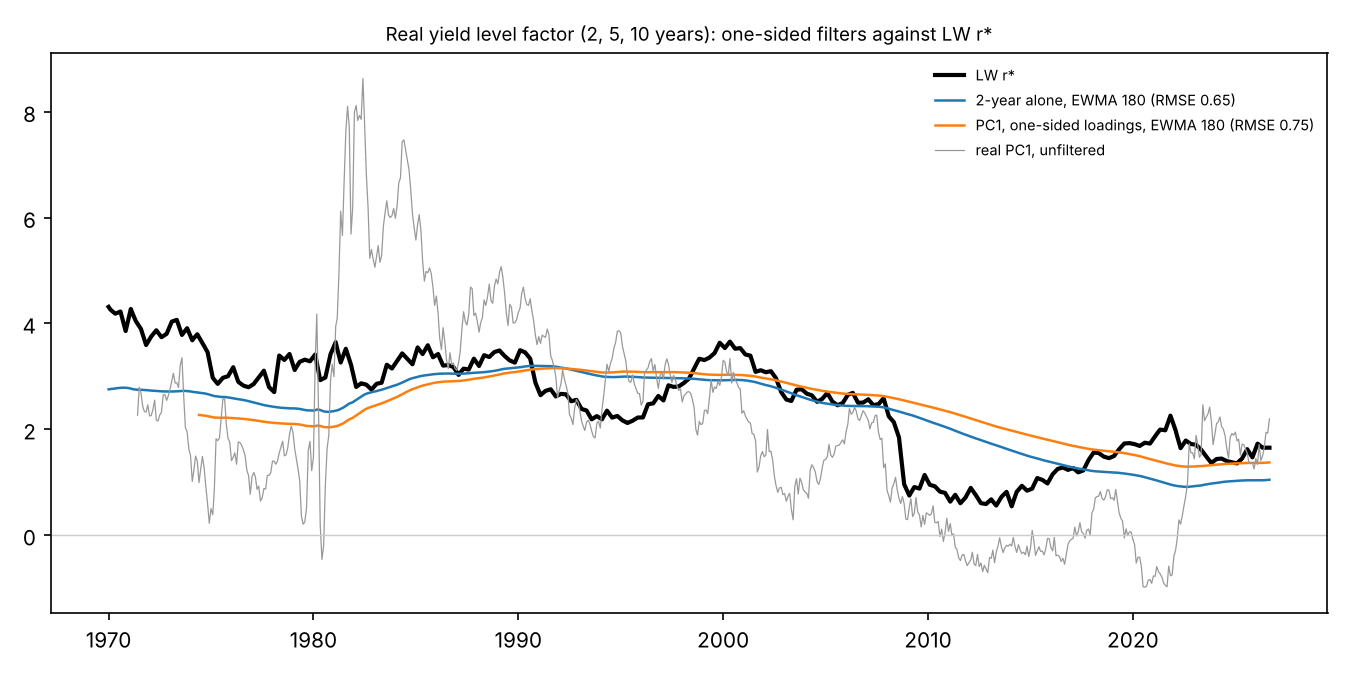 Real yield level factor (2, 5, 10 years): one-sided filters against LW r*
LW r*
2-year alone, EWMA 180 (RMSE 0.65)
PC1, one-sided loadings, EWMA 180 (RMSE 0.75)
real PC1, unfiltered
8
6
4
2
0
1970 1980 1990 2000 2010 2020